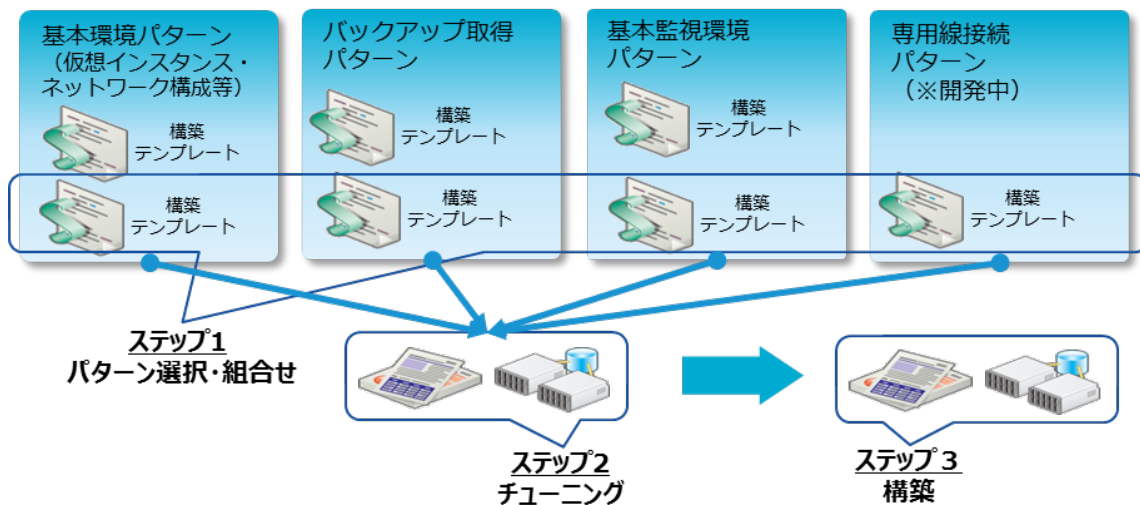 基本環境パターン
（仮想インスタンス・
ネットワーク構成等）
構築
テンプレート
構築
テンプレート
バックアップ取得
パターン
構築
テンプレート
構築
テンプレート
基本監視環境
パターン
構築
テンプレート
構築
テンプレート
専用線接続
パターン
（※開発中）
構築
テンプレート
ステップ1
パターン選択・組合せ
ステップ2
チューニング
ステップ３
構築